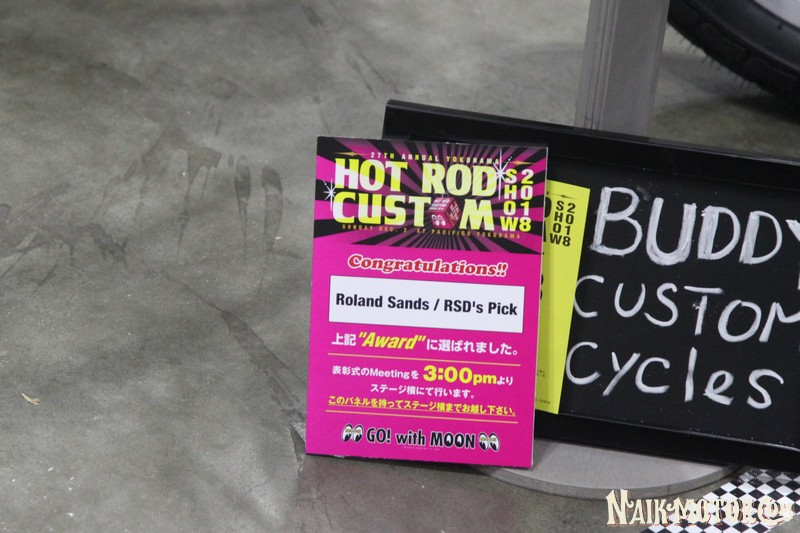 27TH ANNUAL YOKOHAMA
HOT ROD
CUSTOM
SHOW
2018
SUNDAY DEC. 2 AT PACIFICO YOKOHAMA
Congratulations!!
Roland Sands / RSD's Pick
上記"Award"に選ばれました。
表彰式のMeetingを 3:00pmより
ステージ横にて行います。
このパネルを持ってステージ横までお越し下さい。
GO! with MOON
SHOW
2018
BUDDY
CUSTOM
CYcles
NAIKMOTOR.COM